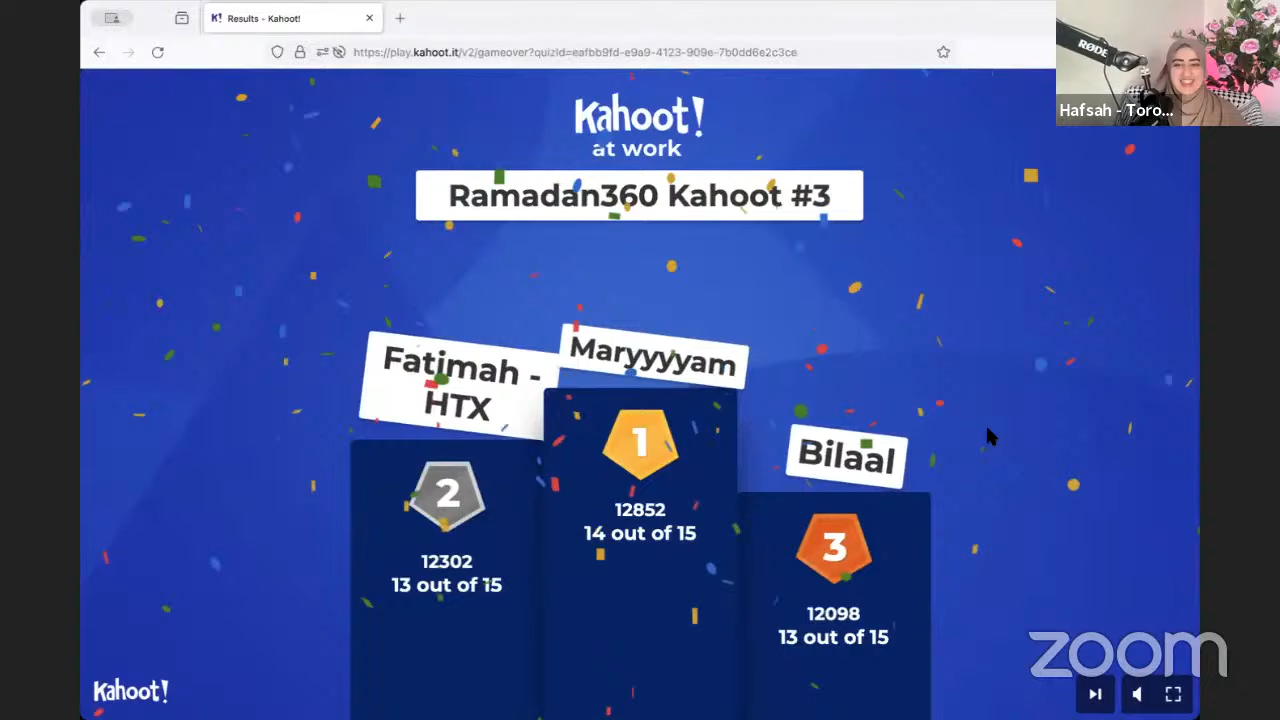 K! Results - Kahoot!
https://play.kahoot.it/v2/gameover?quizId=eafbb9fd-e9a9-4123-909e-7b0dd6e2c3ce
RØDE
Hafsah - Toro...
Kahoot!
at work
Ramadan360 Kahoot #3
Fatimah -
HTX
Maryyyyam
Bilaal
1
12852
14 out of 15
2
12302
13 out of 15
3
12098
13 out of 15
Kahoot!
zoom